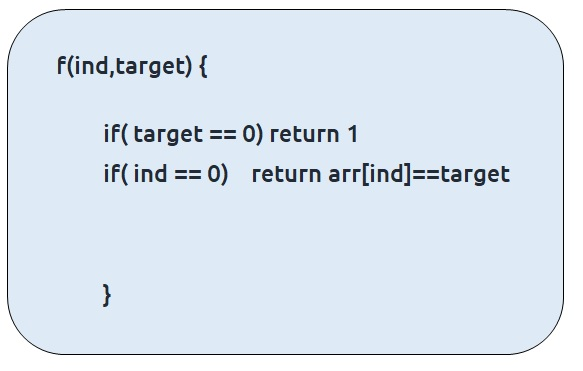 f(ind,target) {
if( target == 0) return 1
if( ind == 0) return arr[ind]==target
}